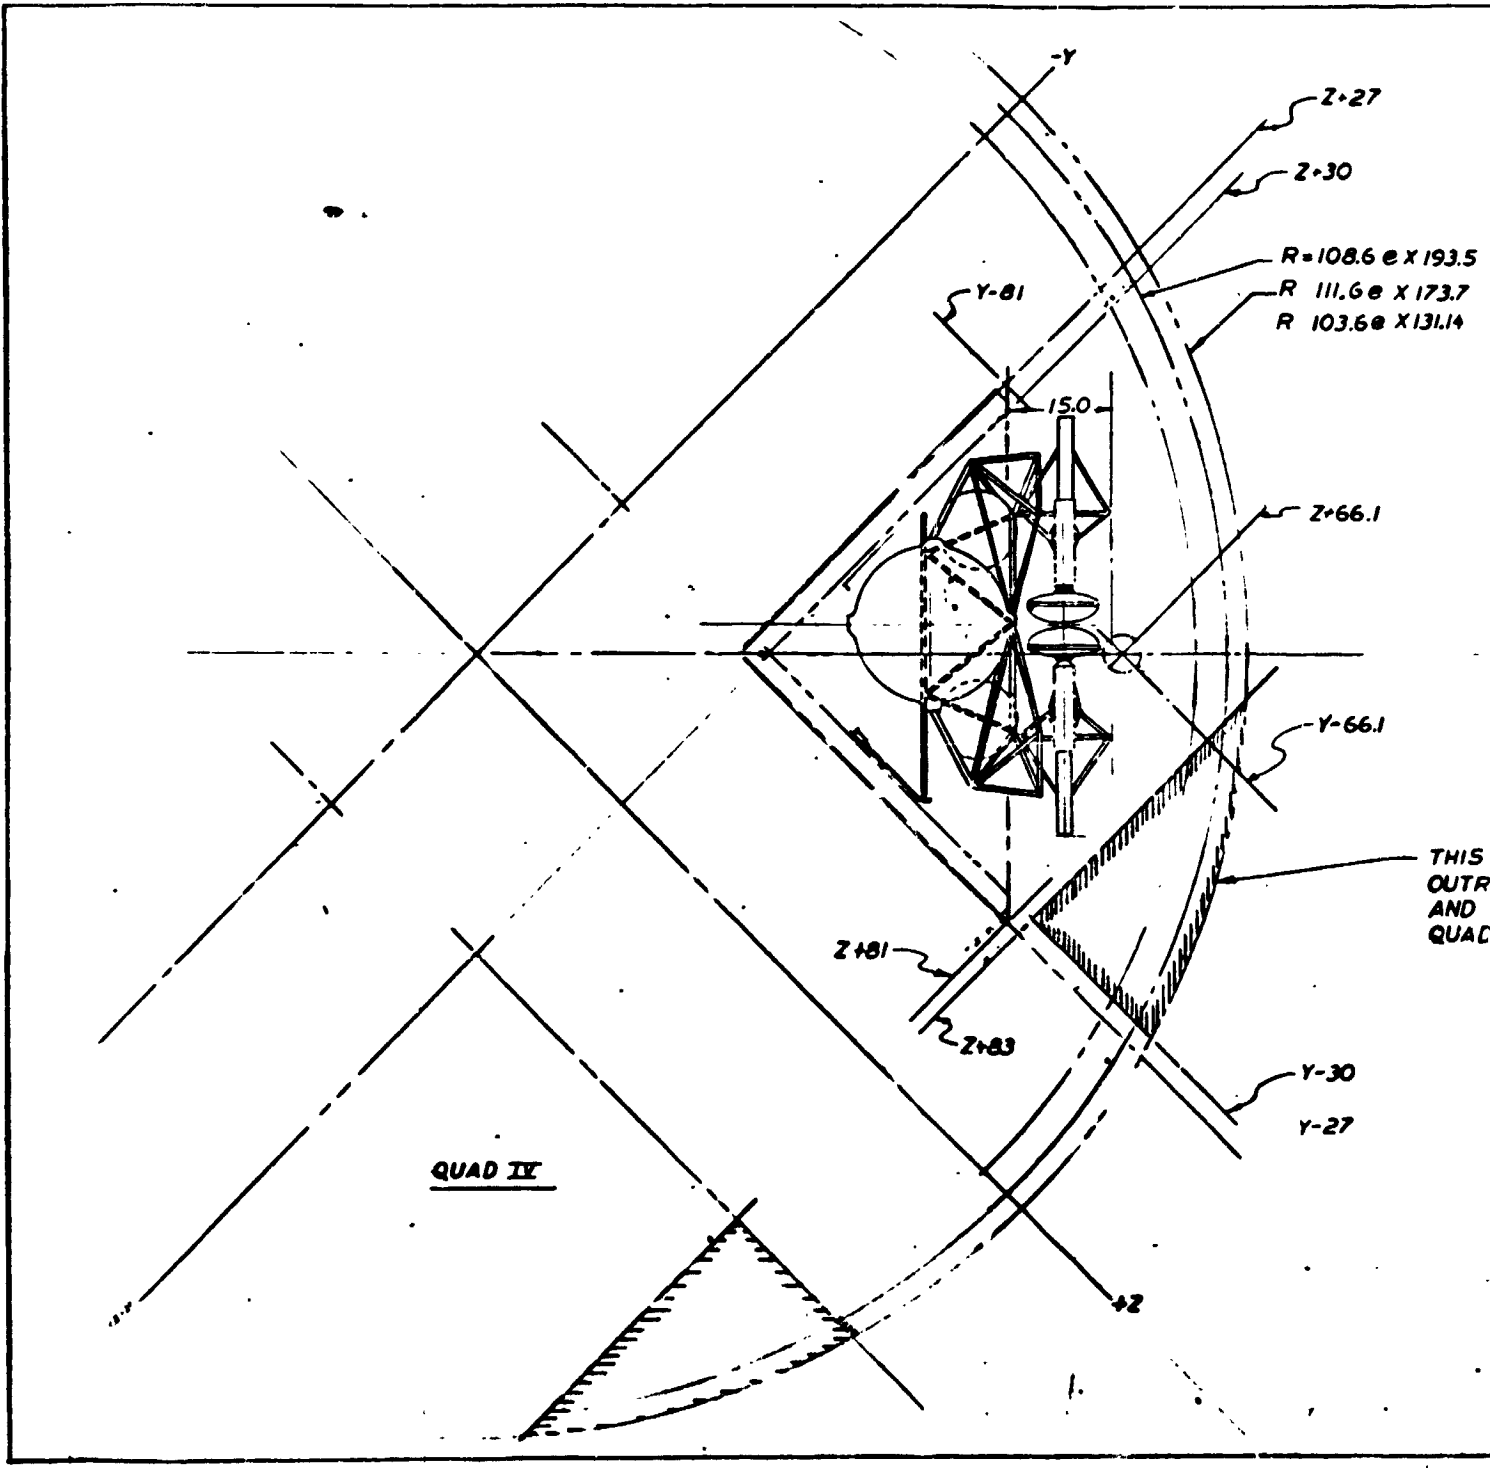 -Y
Z+27
Z+30
R=108.6 @ X 193.5
R 111.6 @ X 173.7
R 103.6 @ X 131.14
Y-81
15.0
Z+66.1
-Y-66.1
THIS
OUTR
AND
QUAD
Z+81
Z+83
Y-30
Y-27
QUAD IV
+Z